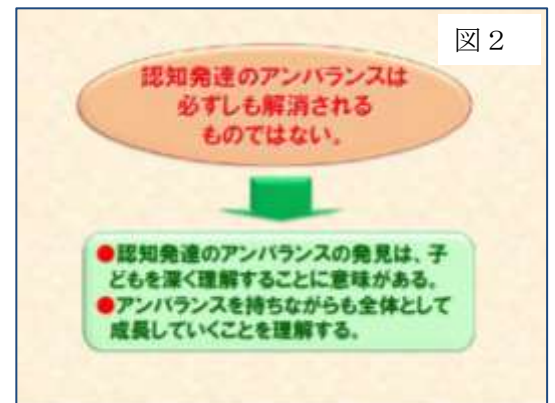 図２
認知発達のアンバランスは
必ずしも解消される
ものではない。
●認知発達のアンバランスの発見は、子
どもを深く理解することに意味がある。
●アンバランスを持ちながらも全体として
成長していくことを理解する。